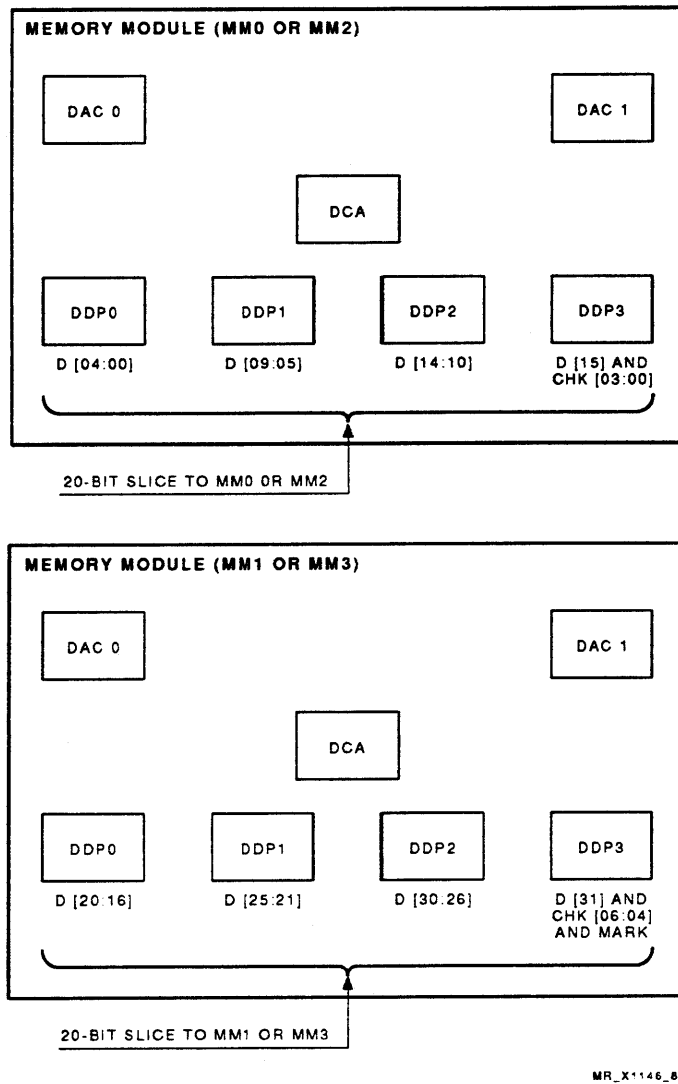 MEMORY MODULE (MM0 OR MM2)
DAC 0
DAC 1
DCA
DDP0
DDP1
DDP2
DDP3
D [04:00]
D [09:05]
D [14:10]
D [15] AND
CHK [03:00]
20-BIT SLICE TO MM0 OR MM2
MEMORY MODULE (MM1 OR MM3)
DAC 0
DAC 1
DCA
DDP0
DDP1
DDP2
DDP3
D [20:16]
D [25:21]
D [30:26]
D [31] AND
CHK [06:04]
AND MARK
20-BIT SLICE TO MM1 OR MM3
MR_X1146_8